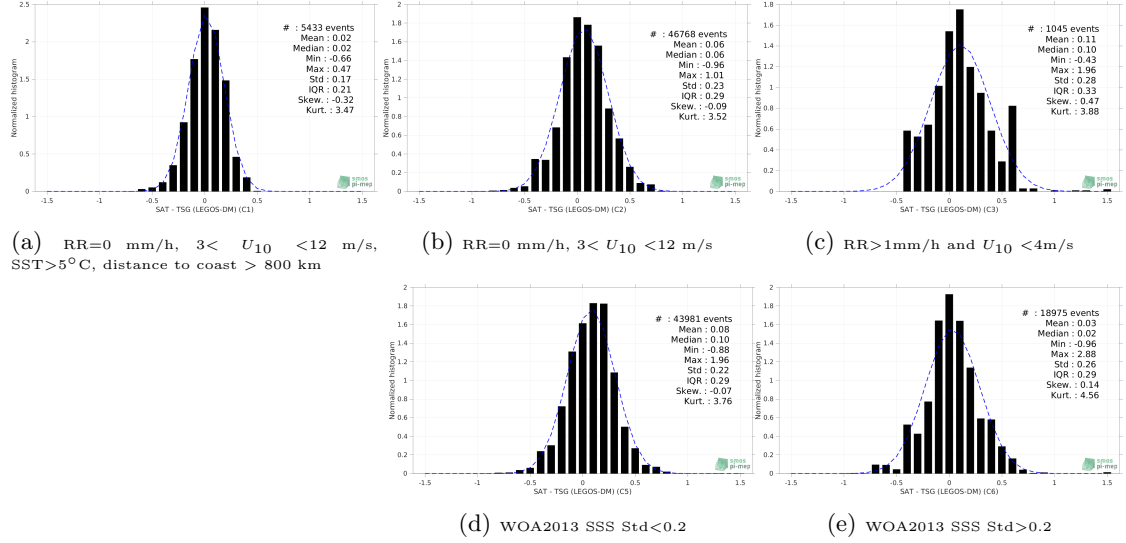 2.5
2
1.5
1
0.5
0
-1.5 -1 -0.5 0 0.5 1 1.5
Normalized histogram
SAT - TSG (LEGOS-DM) (C1)
# : 5433 events
Mean : 0.02
Median : 0.02
Min : -0.66
Max : 0.47
Std : 0.17
IQR : 0.21
Skew. : -0.32
Kurt. : 3.47
smos
pi-mep
(a) RR=0 mm/h, 3< U10 <12 m/s,
SST>5°C, distance to coast > 800 km
2
1.8
1.6
1.4
1.2
1
0.8
0.6
0.4
0.2
0
-1.5 -1 -0.5 0 0.5 1 1.5
Normalized histogram
SAT - TSG (LEGOS-DM) (C2)
# : 46768 events
Mean : 0.06
Median : 0.06
Min : -0.96
Max : 1.01
Std : 0.23
IQR : 0.29
Skew. : -0.09
Kurt. : 3.52
smos
pi-mep
(b) RR=0 mm/h, 3< U10 <12 m/s
1.8
1.6
1.4
1.2
1
0.8
0.6
0.4
0.2
0
-1.5 -1 -0.5 0 0.5 1 1.5
Normalized histogram
SAT - TSG (LEGOS-DM) (C3)
# : 1045 events
Mean : 0.11
Median : 0.10
Min : -0.43
Max : 1.96
Std : 0.28
IQR : 0.33
Skew. : 0.47
Kurt. : 3.88
smos
pi-mep
(c) RR>1mm/h and U10 <4m/s
2
1.8
1.6
1.4
1.2
1
0.8
0.6
0.4
0.2
0
-1.5 -1 -0.5 0 0.5 1 1.5
Normalized histogram
SAT - TSG (LEGOS-DM) (C5)
# : 43981 events
Mean : 0.08
Median : 0.10
Min : -0.88
Max : 1.96
Std : 0.22
IQR : 0.29
Skew. : -0.07
Kurt. : 3.76
smos
pi-mep
(d) WOA2013 SSS Std<0.2
2
1.8
1.6
1.4
1.2
1
0.8
0.6
0.4
0.2
0
-1.5 -1 -0.5 0 0.5 1 1.5
Normalized histogram
SAT - TSG (LEGOS-DM) (C6)
# : 18975 events
Mean : 0.03
Median : 0.02
Min : -0.96
Max : 2.88
Std : 0.26
IQR : 0.29
Skew. : 0.14
Kurt. : 4.56
smos
pi-mep
(e) WOA2013 SSS Std>0.2